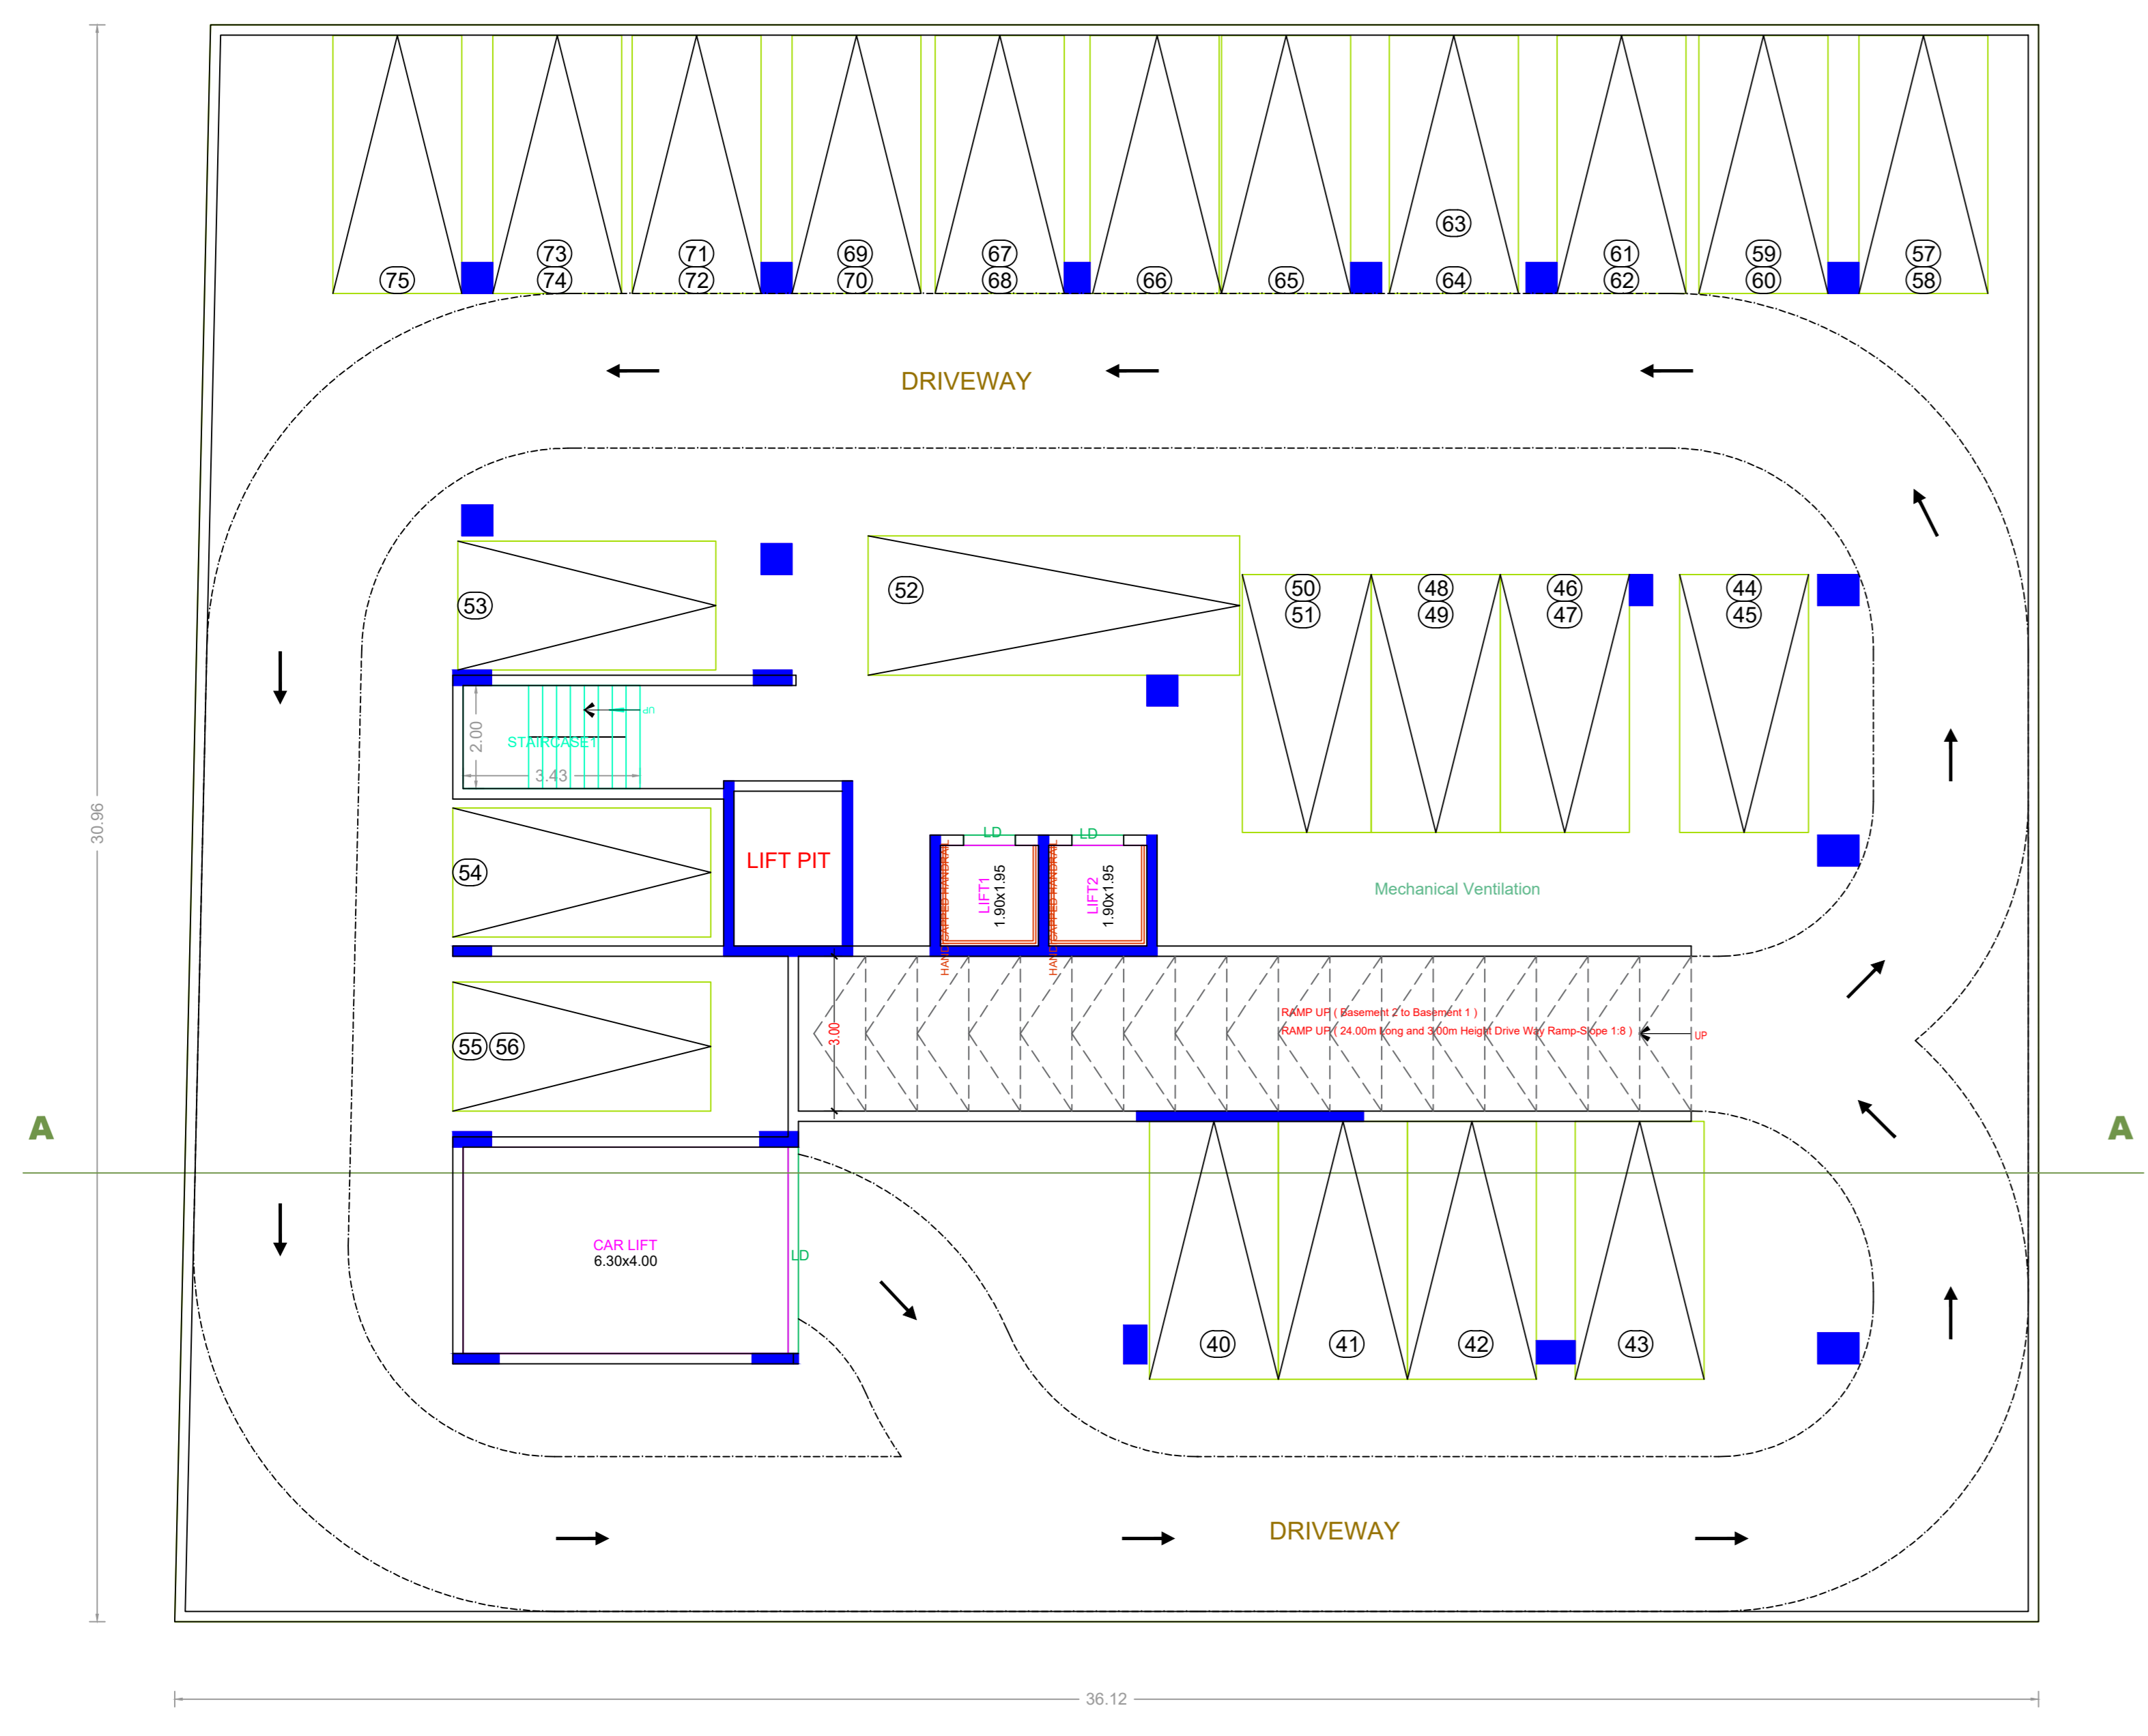 63
73
71
69
67
61
59
57
75
74
72
70
68
66
65
64
62
60
58
DRIVEWAY
53
52
50
48
46
44
51
49
47
45
UP
2.00
STAIRCASE1
3.43
30.96
LIFT PIT
LD
LD
54
HANDICAPPED HANDRAIL
LIFT1
1.90x1.95
HANDICAPPED HANDRAIL
LIFT2
1.90x1.95
Mechanical Ventilation
RAMP UP ( Basement 2 to Basement 1 )
RAMP UP ( 24.00m Long and 3.00m Height Drive Way Ramp-Slope 1:8 )
UP
3.00
55
56
A
A
CAR LIFT
6.30x4.00
LD
40
41
42
43
DRIVEWAY
36.12